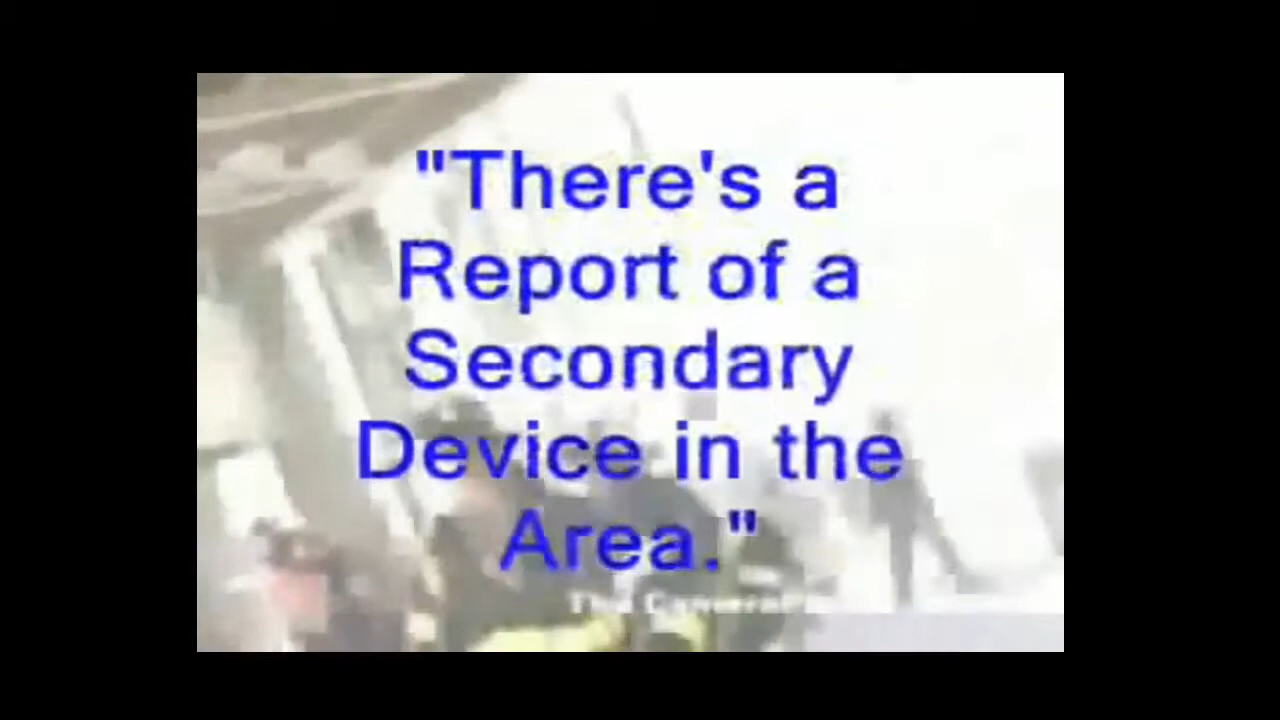 "There's a
Report of a
Secondary
Device in the
Area."